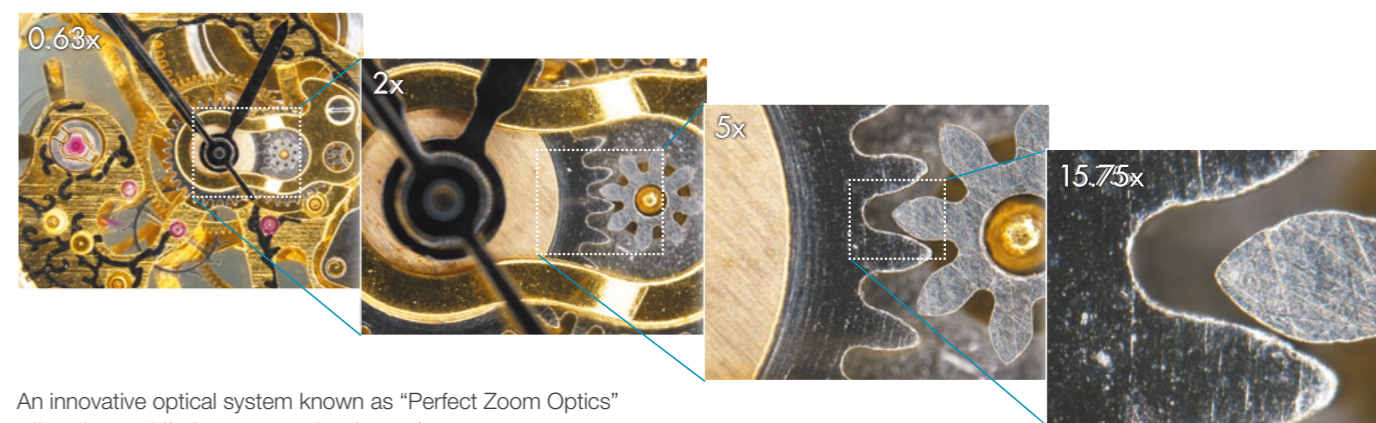 0.63x
2x
5x
15.75x
An innovative optical system known as “Perfect Zoom Optics”